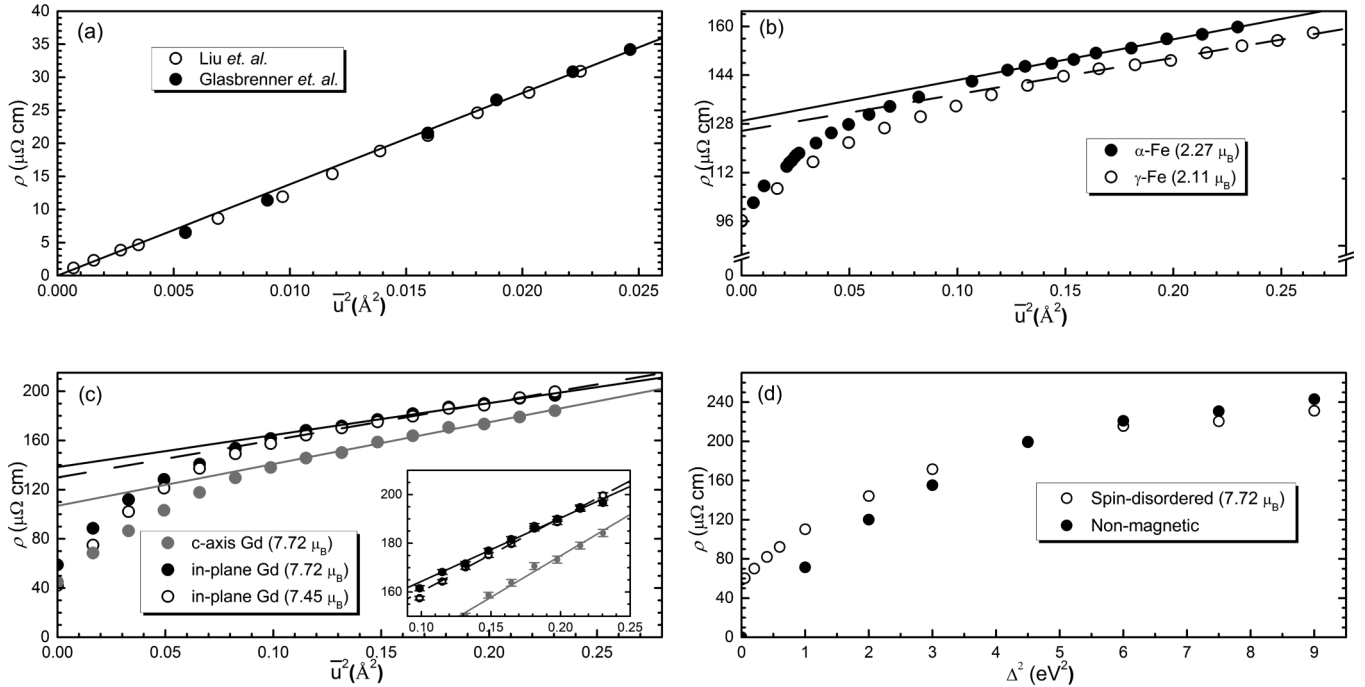 (a)
Liu et. al.
Glasbrenner et. al.
ρ (μΩ cm)
40
35
30
25
20
15
10
5
0
0.000 0.005 0.010 0.015 0.020 0.025
u̅²(Å²)
(b)
α-Fe (2.27 μB)
γ-Fe (2.11 μB)
ρ (μΩ cm)
160
144
128
112
96
0
0.00 0.05 0.10 0.15 0.20 0.25
u̅²(Å²)
(c)
c-axis Gd (7.72 μB)
in-plane Gd (7.72 μB)
in-plane Gd (7.45 μB)
ρ (μΩ cm)
200
160
120
80
40
0
0.00 0.05 0.10 0.15 0.20 0.25
u̅²(Å²)
200
190
180
170
160
0.10 0.15 0.20 0.25
(d)
Spin-disordered (7.72 μB)
Non-magnetic
ρ (μΩ cm)
240
200
160
120
80
40
0
0 1 2 3 4 5 6 7 8 9
Δ² (eV²)